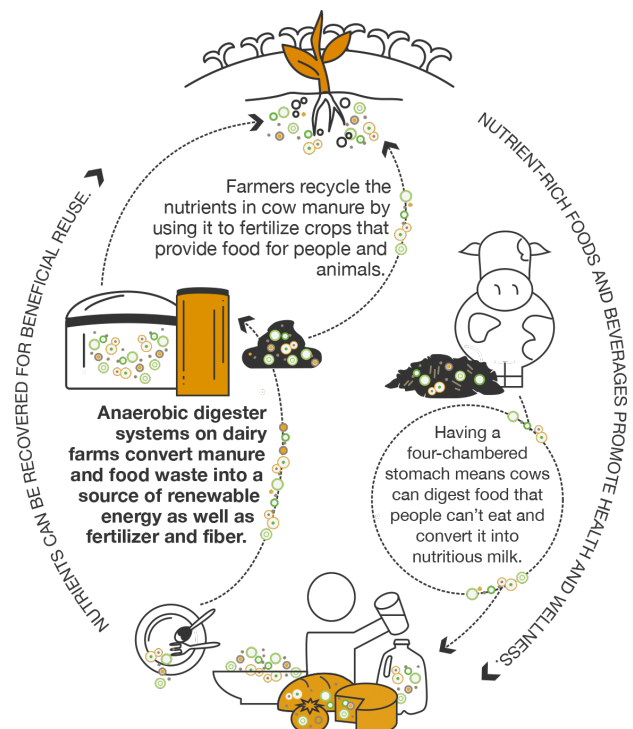 NUTRIENT-RICH FOODS AND BEVERAGES PROMOTE HEALTH AND WELLNESS.
Farmers recycle the
nutrients in cow manure by
using it to fertilize crops that
provide food for people and
animals.
NUTRIENTS CAN BE RECOVERED FOR BENEFICIAL REUSE.
Anaerobic digester
systems on dairy
farms convert manure
and food waste into a
source of renewable
energy as well as
fertilizer and fiber.
Having a
four-chambered
stomach means cows
can digest food that
people can't eat and
convert it into
nutritious milk.